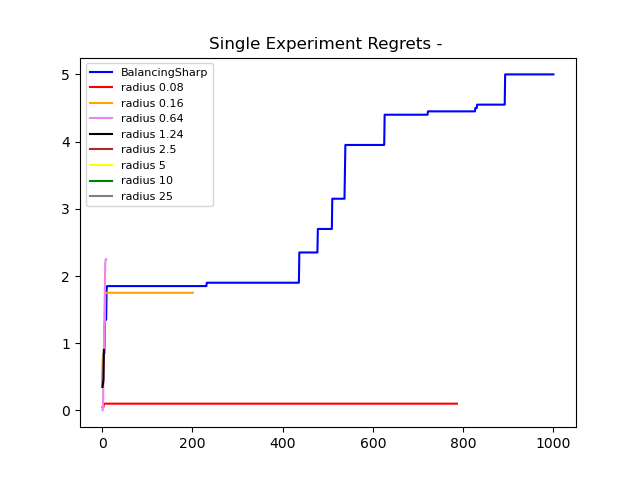 Single Experiment Regrets -
BalancingSharp
radius 0.08
radius 0.16
radius 0.64
radius 1.24
radius 2.5
radius 5
radius 10
radius 25
5
4
3
2
1
0
0 200 400 600 800 1000